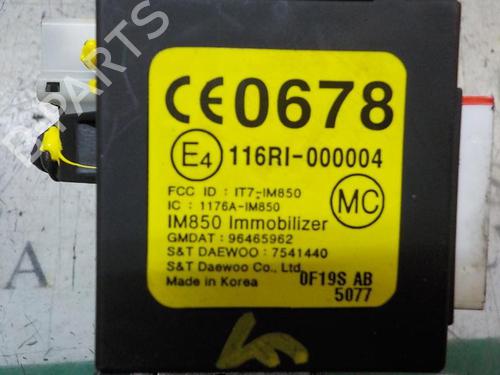 CE0678
E4 116RI-000004
FCC ID : IT7-IM850
IC : 1176A-IM850
MC
IM850 Immobilizer
GMDAT : 96465962
S&T DAEWOO : 7541440
S&T Daewoo Co., Ltd.
Made in Korea
0F19S AB
5077
B-PARTS